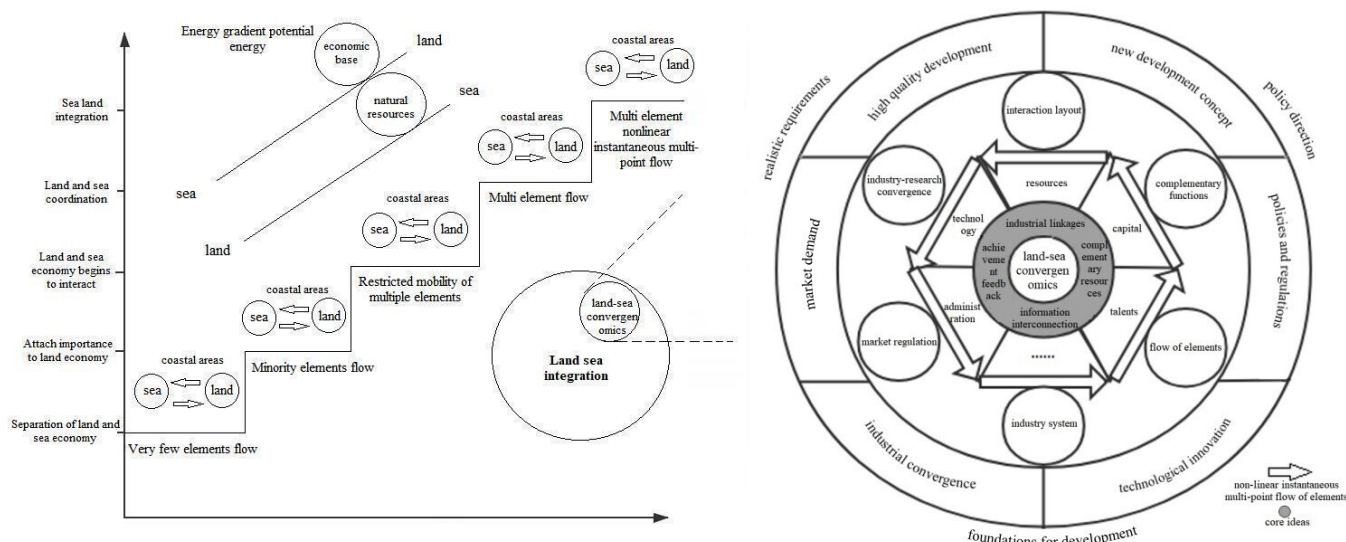 Energy gradient potential
energy
economic
base
land
natural
resources
sea
sea
land
Sea land
integration
Land and sea
coordination
Land and sea
economy begins
to interact
Attach importance
to land economy
Separation of land and
sea economy
coastal areas
sea
land
Very few elements flow
coastal areas
sea
land
Minority elements flow
coastal areas
sea
land
Restricted mobility of
multiple elements
coastal areas
sea
land
Multi element flow
coastal areas
sea
land
Multi element
nonlinear
instantaneous multi-
point flow
land-sea
convergen
omics
Land sea
integration
realistic requirements
policy direction
foundations for development
high quality development
new development concept
market demand
policies and regulations
industrial convergence
technological innovation
interaction layout
industry-research
convergence
complementary
functions
market regulation
flow of elements
industry system
resources
technol
ogy
capital
administ
ration
talents
......
industrial linkages
achie
veme
nt
feedb
ack
compl
ement
ary
resour
ces
information
interconnection
land-sea
convergen
omics
non-linear instantaneous
multi-point flow of elements
core ideas